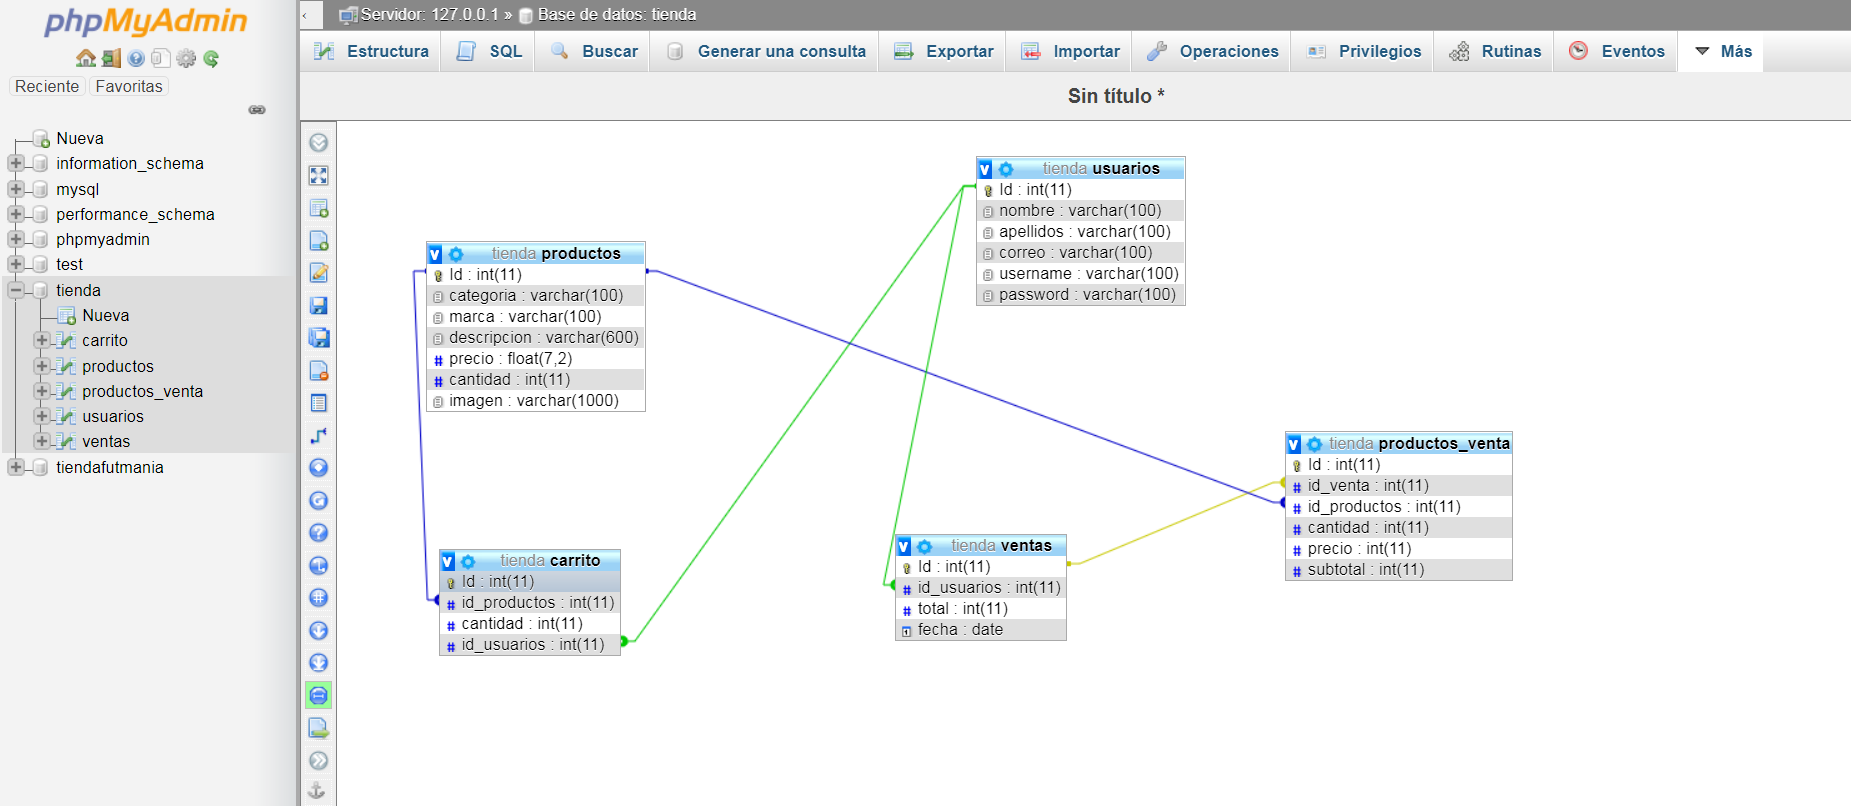 phpMyAdmin
Reciente Favoritas
Nueva
information_schema
mysql
performance_schema
phpmyadmin
test
tienda
Nueva
carrito
productos
productos_venta
usuarios
ventas
tiendafutmania
Servidor: 127.0.0.1 » Base de datos: tienda
Estructura SQL Buscar Generar una consulta Exportar Importar Operaciones Privilegios Rutinas Eventos Más
Sin título *
tienda usuarios
Id : int(11)
nombre : varchar(100)
apellidos : varchar(100)
correo : varchar(100)
username : varchar(100)
password : varchar(100)
tienda productos
Id : int(11)
categoria : varchar(100)
marca : varchar(100)
descripcion : varchar(600)
precio : float(7,2)
cantidad : int(11)
imagen : varchar(1000)
tienda productos_venta
Id : int(11)
id_venta : int(11)
id_productos : int(11)
cantidad : int(11)
precio : int(11)
subtotal : int(11)
tienda carrito
Id : int(11)
id_productos : int(11)
cantidad : int(11)
id_usuarios : int(11)
tienda ventas
Id : int(11)
id_usuarios : int(11)
total : int(11)
fecha : date